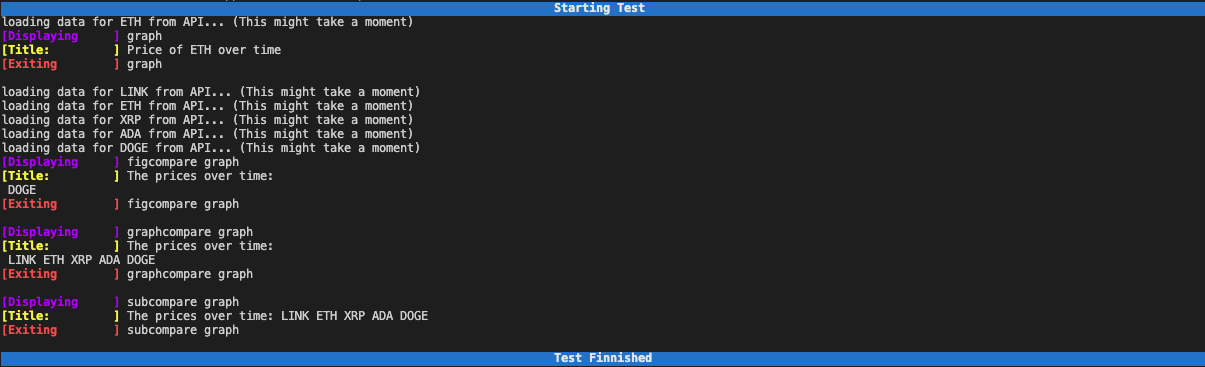 Starting Test
loading data for ETH from API... (This might take a moment)
[Displaying     ] graph
[Title:         ] Price of ETH over time
[Exiting        ] graph
loading data for LINK from API... (This might take a moment)
loading data for ETH from API... (This might take a moment)
loading data for XRP from API... (This might take a moment)
loading data for ADA from API... (This might take a moment)
loading data for DOGE from API... (This might take a moment)
[Displaying     ] figcompare graph
[Title:         ] The prices over time:
 DOGE
[Exiting        ] figcompare graph
[Displaying     ] graphcompare graph
[Title:         ] The prices over time:
 LINK ETH XRP ADA DOGE
[Exiting        ] graphcompare graph
[Displaying     ] subcompare graph
[Title:         ] The prices over time: LINK ETH XRP ADA DOGE
[Exiting        ] subcompare graph
Test Finnished